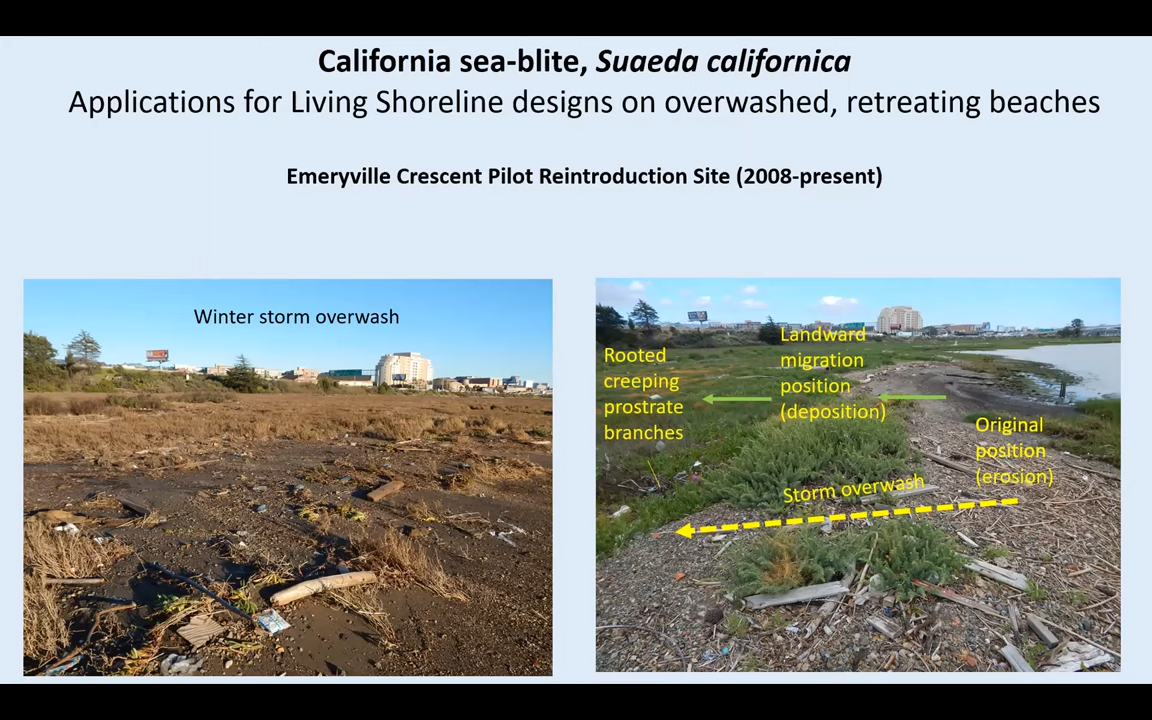 California sea-blite, Suaeda californica
Applications for Living Shoreline designs on overwashed, retreating beaches
Emeryville Crescent Pilot Reintroduction Site (2008-present)
Winter storm overwash
Rooted
creeping
prostrate
branches
Landward
migration
position
(deposition)
Original
position
(erosion)
Storm overwash